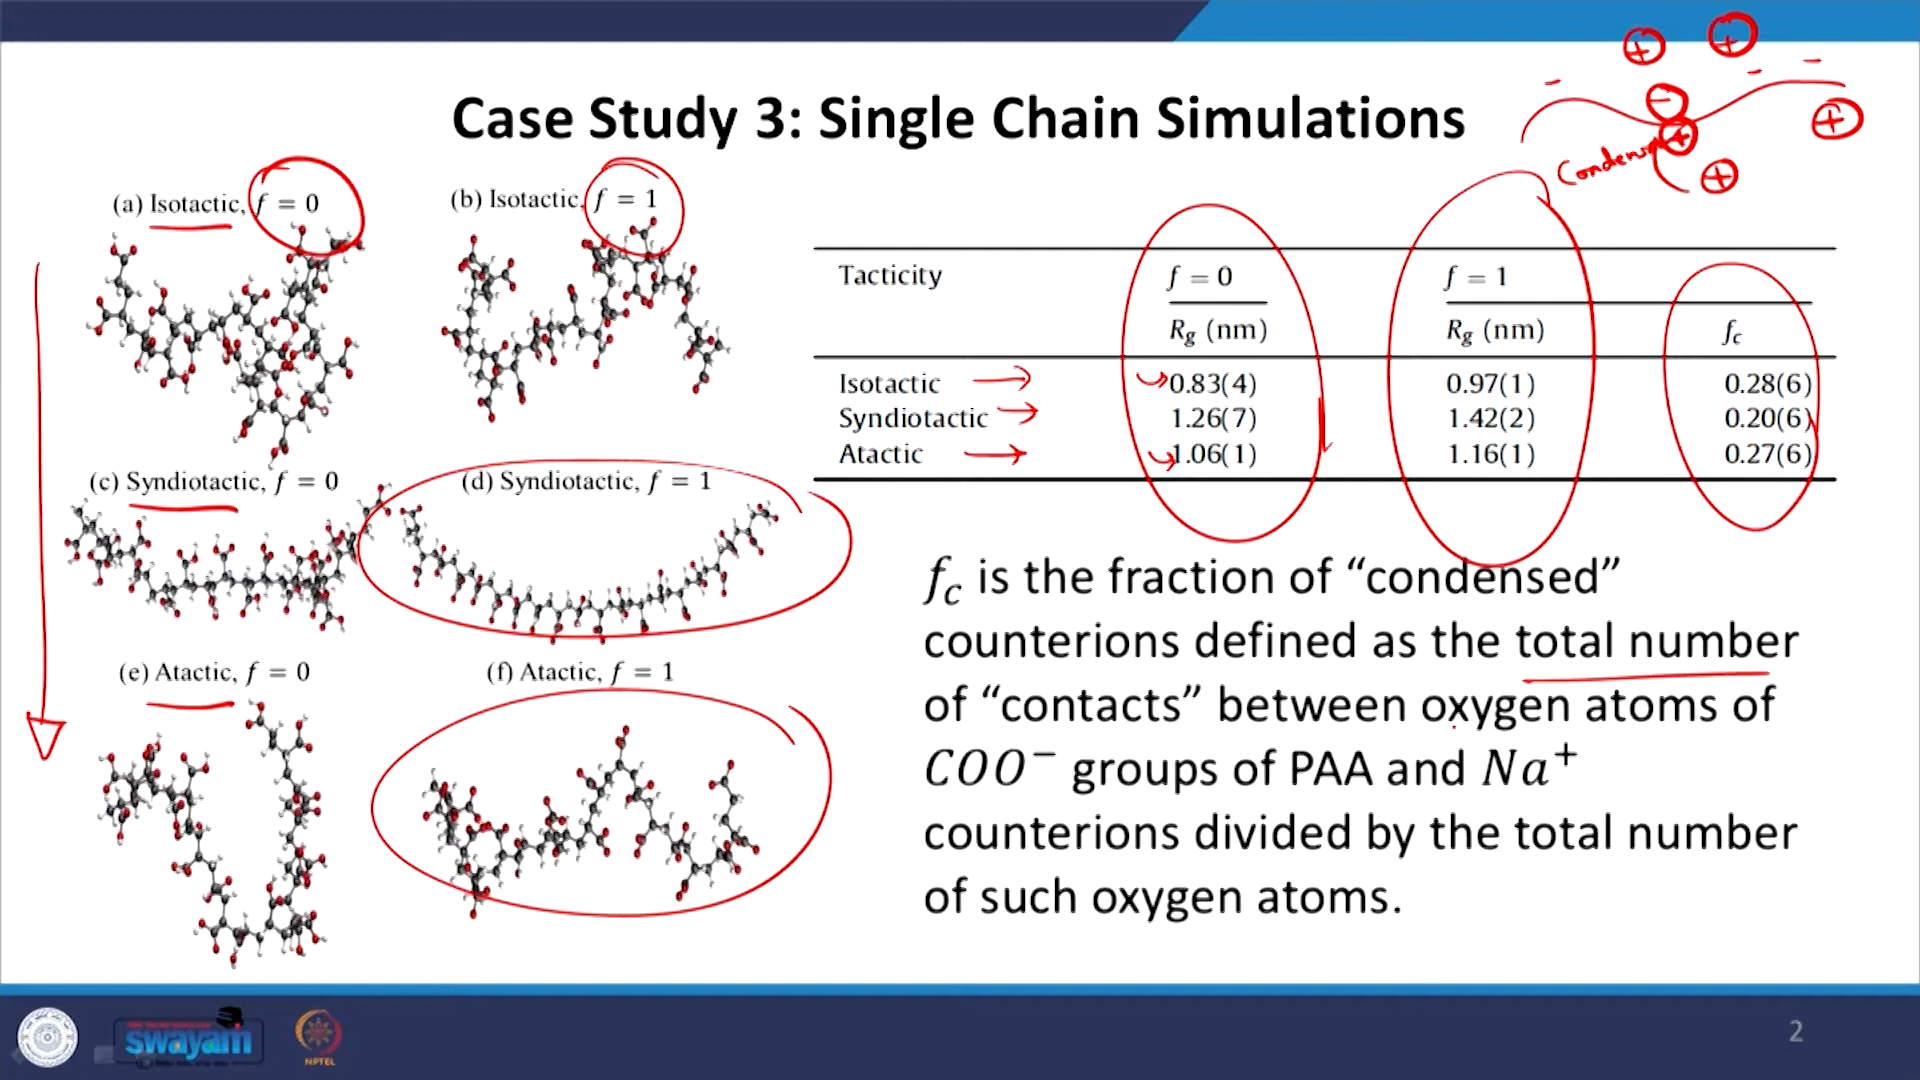 Case Study 3: Single Chain Simulations
(a) Isotactic, f = 0
(b) Isotactic, f = 1
(c) Syndiotactic, f = 0
(d) Syndiotactic, f = 1
(e) Atactic, f = 0
(f) Atactic, f = 1
+ +
- - - -
+ +
+
Tacticity f = 0 f = 1
Rg (nm) Rg (nm) fc
Isotactic 0.83(4) 0.97(1) 0.28(6)
Syndiotactic 1.26(7) 1.42(2) 0.20(6)
Atactic 1.06(1) 1.16(1) 0.27(6)
fc is the fraction of “condensed”
counterions defined as the total number
of “contacts” between oxygen atoms of
COO⁻ groups of PAA and Na⁺
counterions divided by the total number
of such oxygen atoms.
swayam
NPTEL
2